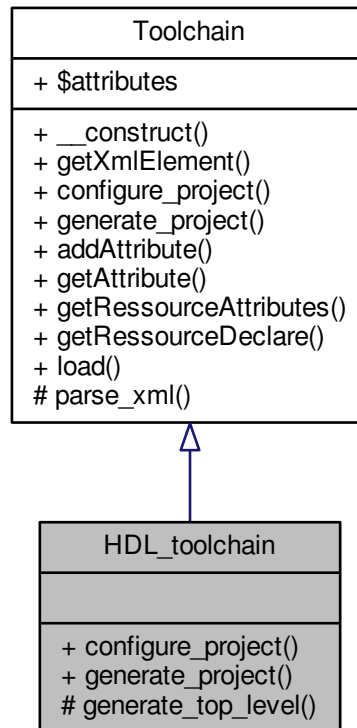 Toolchain
+ $attributes
+ __construct()
+ getXmlElement()
+ configure_project()
+ generate_project()
+ addAttribute()
+ getAttribute()
+ getRessourceAttributes()
+ getRessourceDeclare()
+ load()
# parse_xml()
HDL_toolchain
+ configure_project()
+ generate_project()
# generate_top_level()